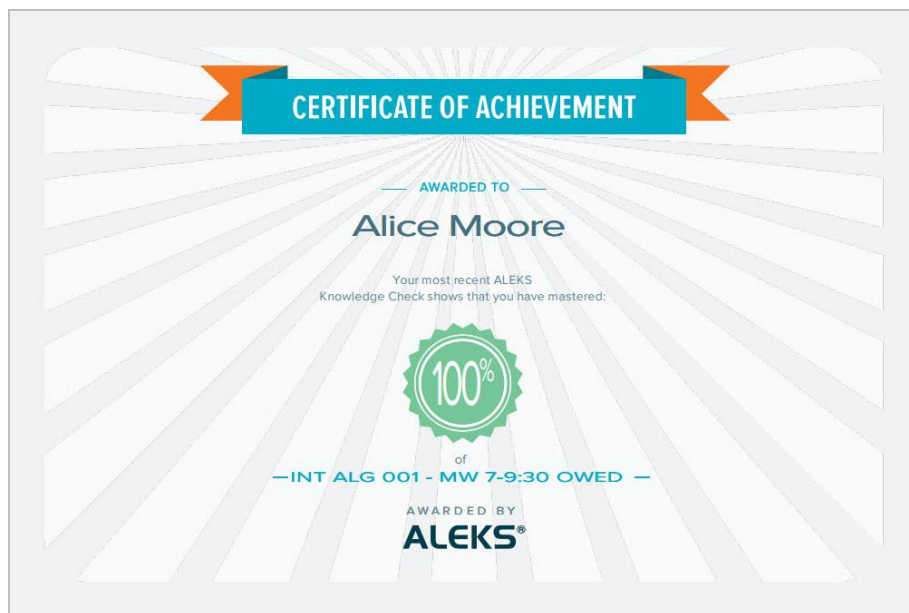 CERTIFICATE OF ACHIEVEMENT
AWARDED TO
Alice Moore
Your most recent ALEKS
Knowledge Check shows that you have mastered:
100%
of
—INT ALG 001 - MW 7-9:30 OWED —
AWARDED BY
ALEKS®